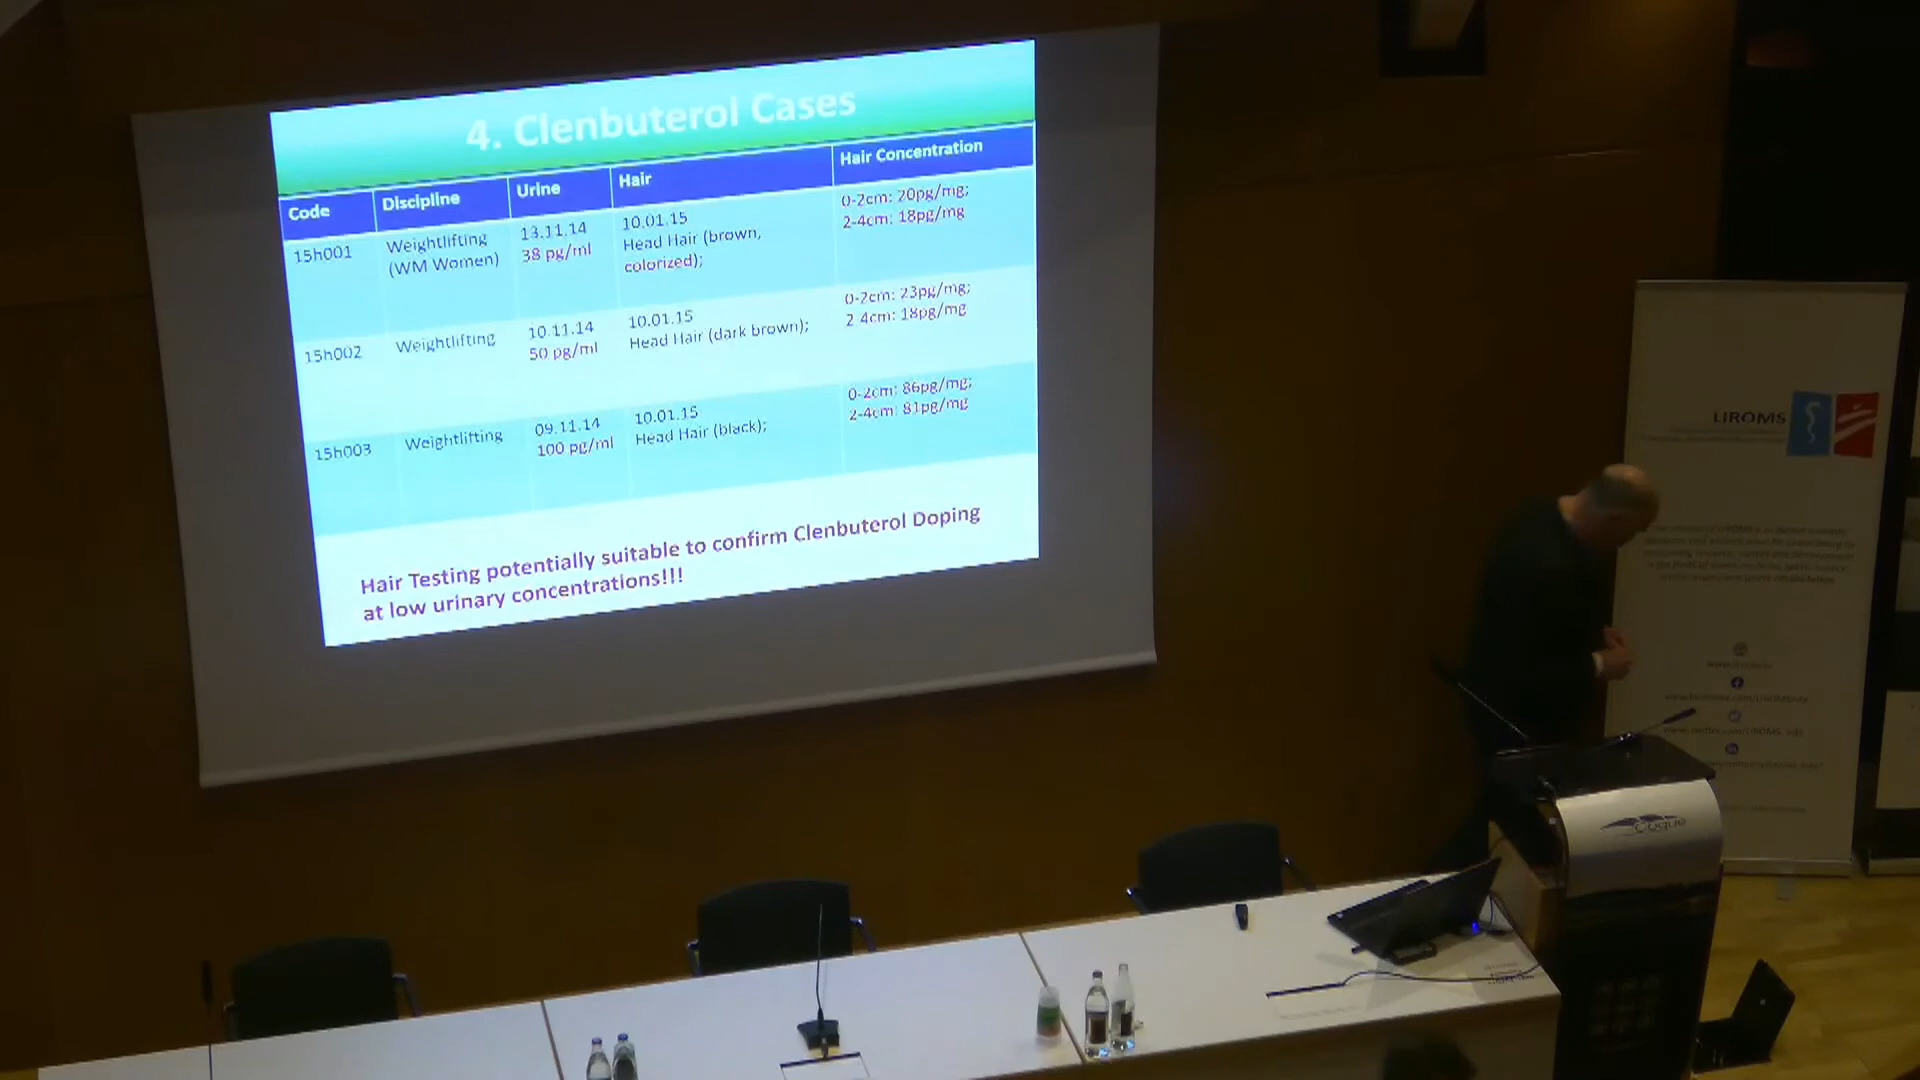 4. Clenbuterol Cases
Code Discipline Urine Hair Hair Concentration
15h001 Weightlifting (WM Women) 13.11.14 38 pg/ml 10.01.15 Head Hair (brown, colorized); 0-2cm: 20pg/mg; 2-4cm: 18pg/mg
15h002 Weightlifting 10.11.14 50 pg/ml 10.01.15 Head Hair (dark brown); 0-2cm: 23pg/mg; 2-4cm: 18pg/mg
15h003 Weightlifting 09.11.14 100 pg/ml 10.01.15 Head Hair (black); 0-2cm: 86pg/mg; 2-4cm: 81pg/mg
Hair Testing potentially suitable to confirm Clenbuterol Doping
at low urinary concentrations!!!
LIROMS
Coque